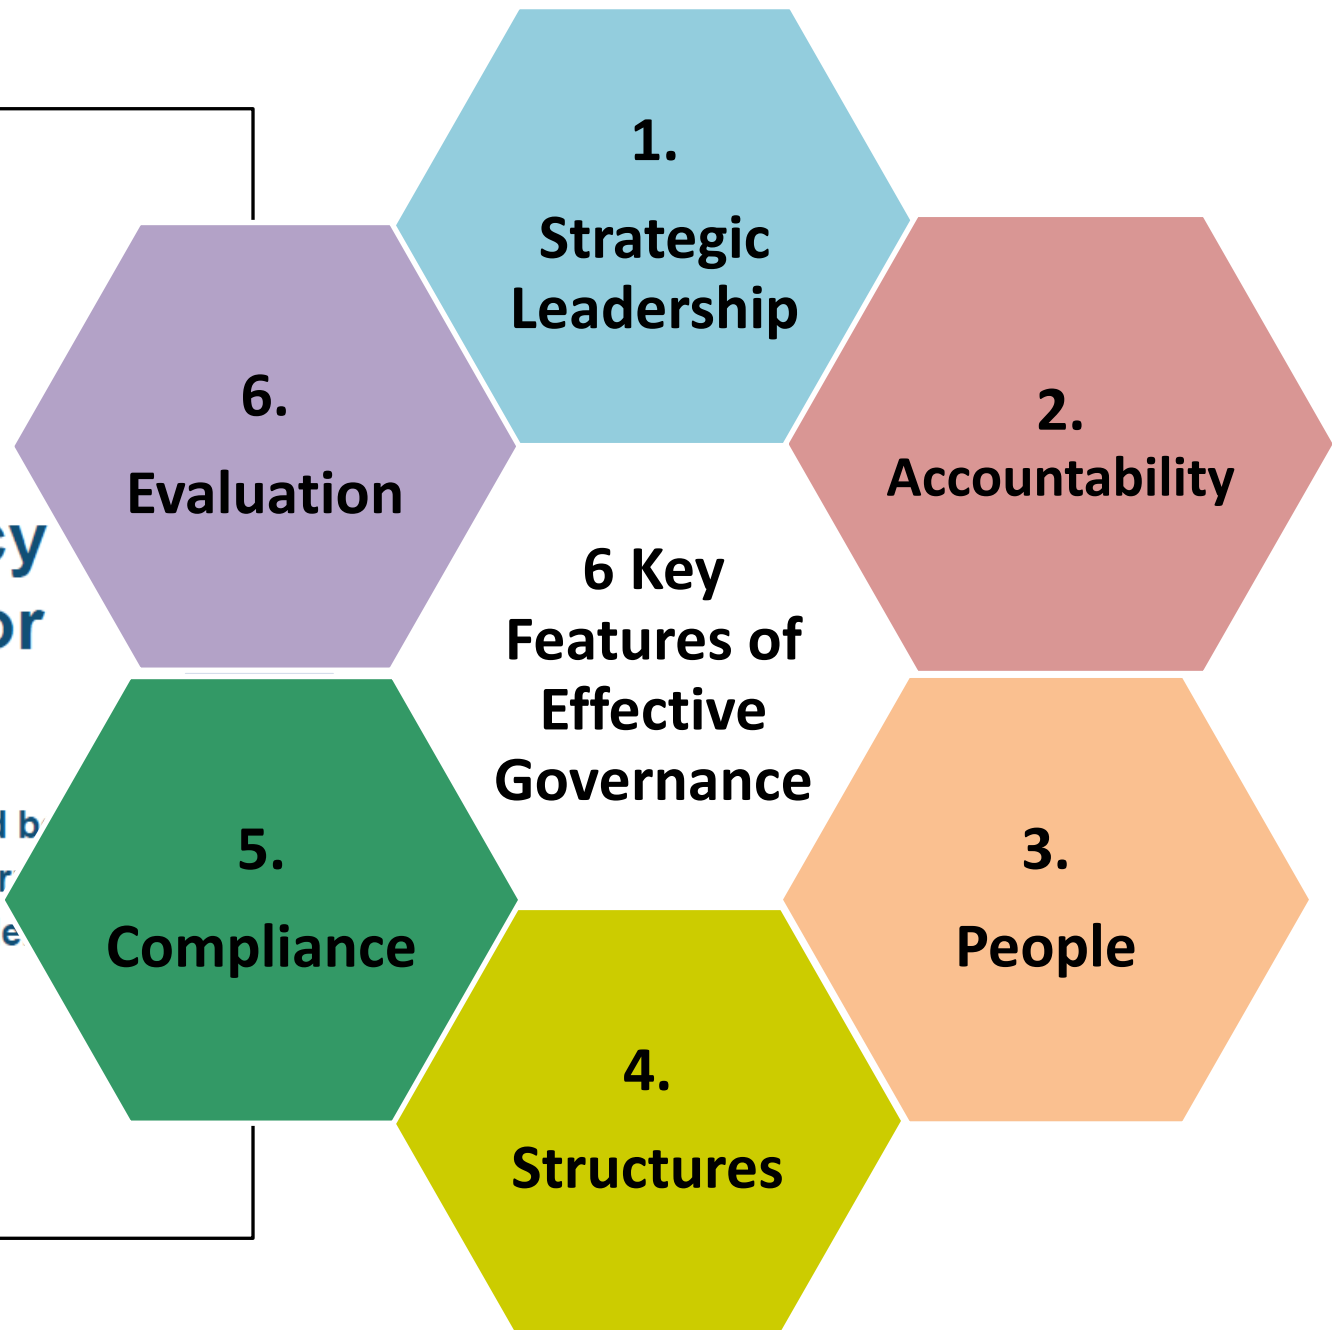 1.
Strategic
Leadership
2.
Accountability
3.
People
4.
Structures
5.
Compliance
6.
Evaluation
6 Key
Features of
Effective
Governance